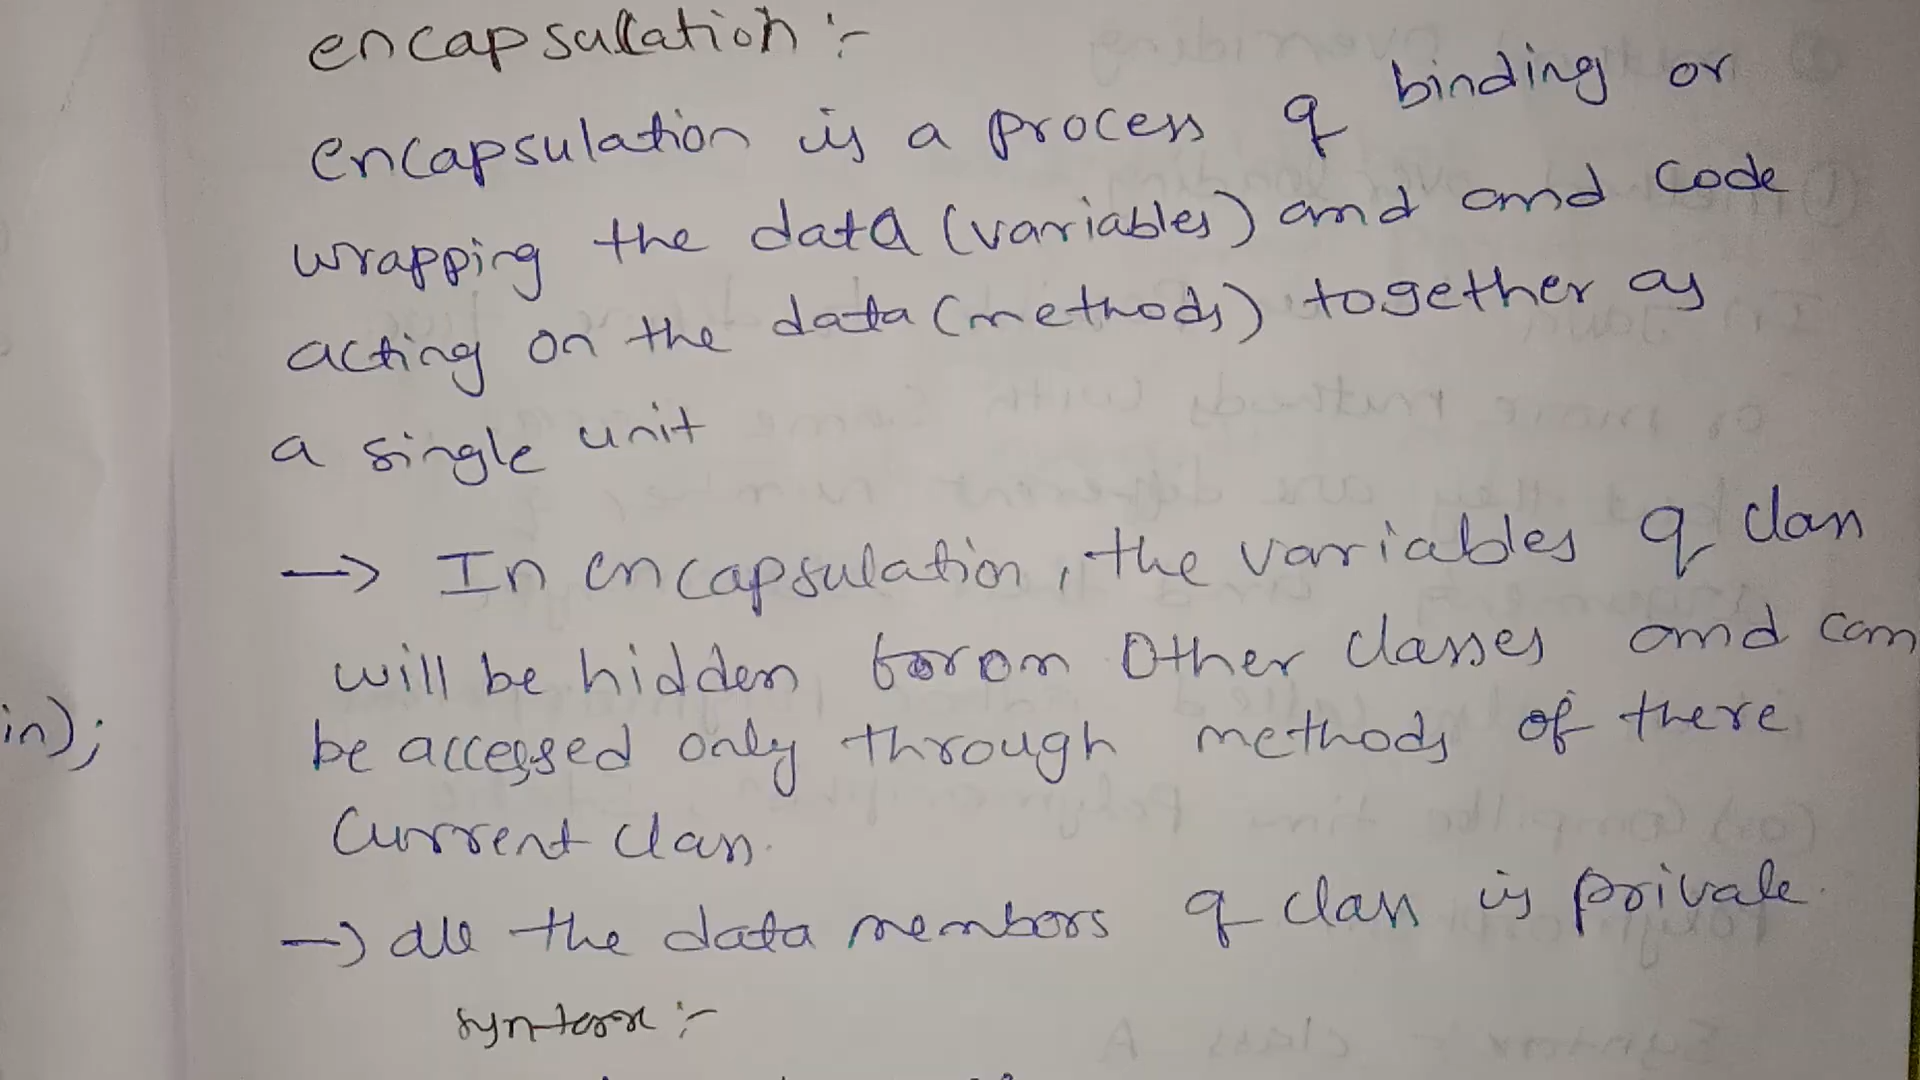 encapsulation :-
encapsulation is a process of binding or
wrapping the data (variables) and and code
acting on the data (methods) together as
a single unit
→ In encapsulation, the variables of class
will be hidden from other classes and can
in);
be accessed only through methods of there
current class.
→ all the data members of class is private.
syntax :-